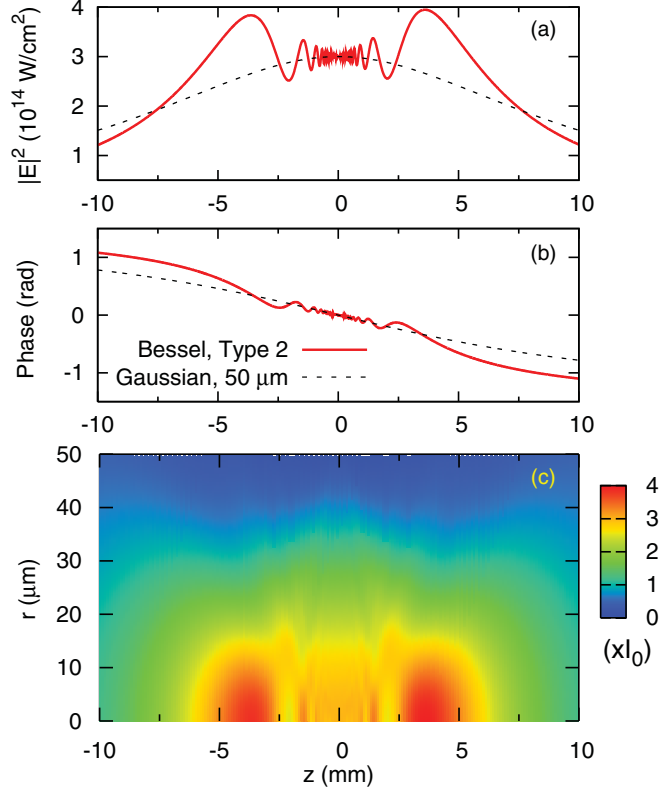 (a)
4
3
2
1
|E|² (10¹⁴ W/cm²)
-10 -5 0 5 10
(b)
1
0
-1
Phase (rad)
Bessel, Type 2
Gaussian, 50 μm
-10 -5 0 5 10
(c)
50
40
30
20
10
0
r (μm)
-10 -5 0 5 10
z (mm)
4
3
2
1
0
(xI₀)